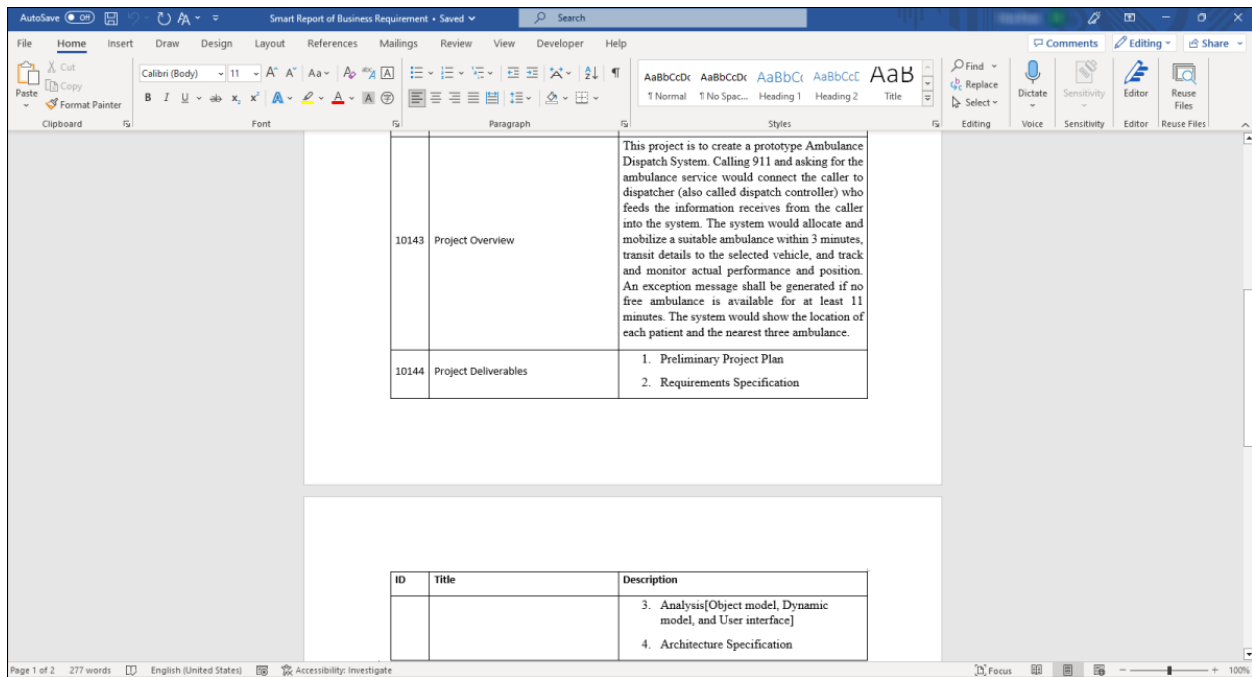 AutoSave Off Smart Report of Business Requirement • Saved Search
File Home Insert Draw Design Layout References Mailings Review View Developer Help Comments Editing Share
Paste
Cut
Copy
Format Painter
Clipboard
Calibri (Body) 11
Font
Paragraph
AaBbCcDc AaBbCcDc AaBbCc AaBbCcC AaB
¶ Normal ¶ No Spac... Heading 1 Heading 2 Title
Styles
Find
Replace
Select
Editing
Dictate
Voice
Sensitivity
Sensitivity
Editor
Editor
Reuse
Files
Reuse Files
10143 Project Overview
This project is to create a prototype Ambulance
Dispatch System. Calling 911 and asking for the
ambulance service would connect the caller to
dispatcher (also called dispatch controller) who
feeds the information receives from the caller
into the system. The system would allocate and
mobilize a suitable ambulance within 3 minutes,
transit details to the selected vehicle, and track
and monitor actual performance and position.
An exception message shall be generated if no
free ambulance is available for at least 11
minutes. The system would show the location of
each patient and the nearest three ambulance.
10144 Project Deliverables
1. Preliminary Project Plan
2. Requirements Specification
ID Title Description
3. Analysis[Object model, Dynamic
model, and User interface]
4. Architecture Specification
Page 1 of 2 277 words English (United States) Accessibility: Investigate Focus 100%